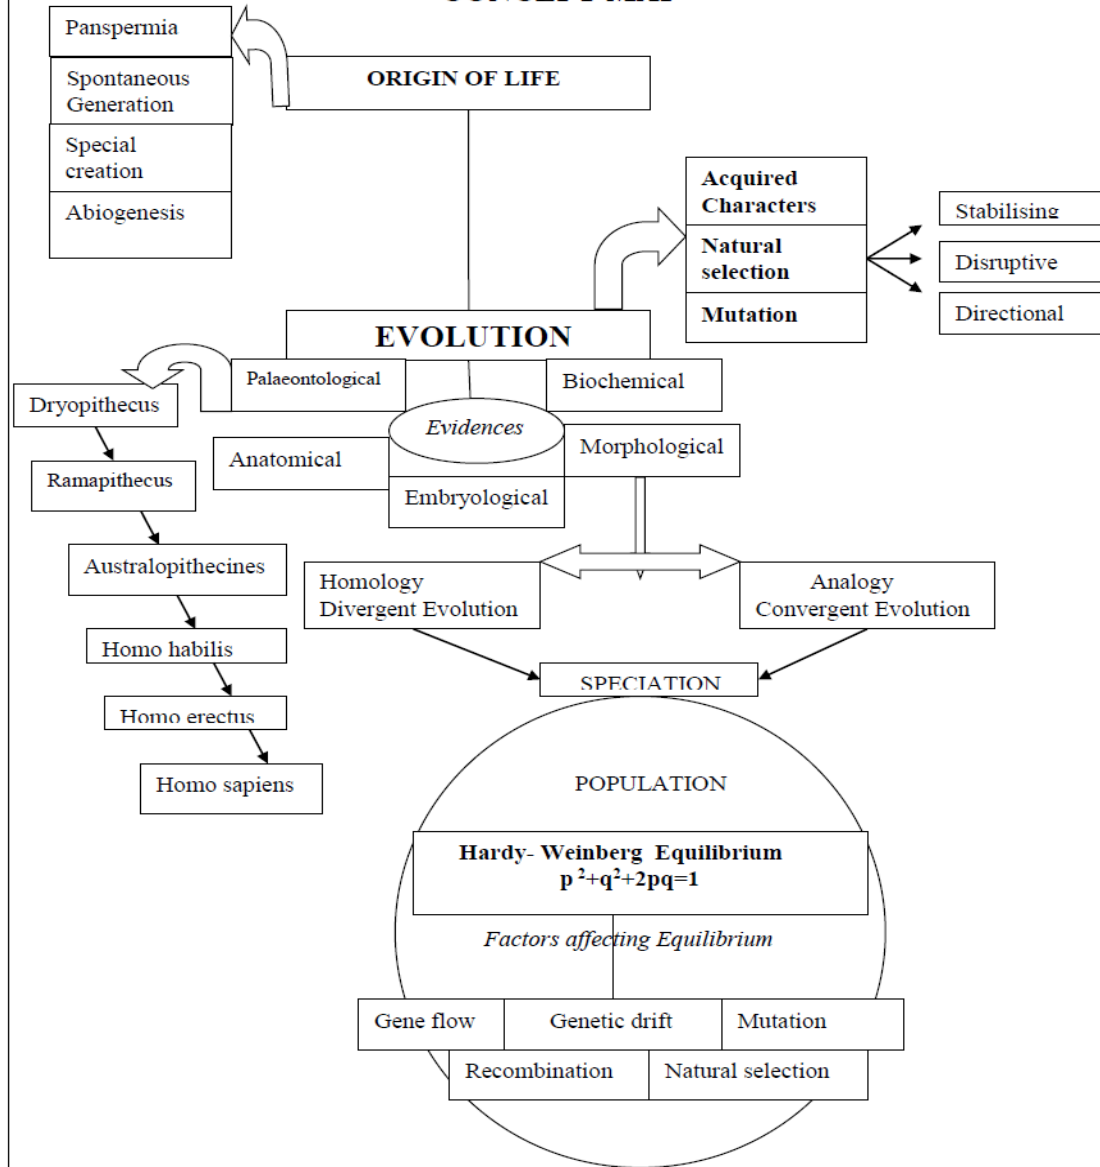 CONCEPT MAP
Panspermia
Spontaneous
Generation
Special
creation
Abiogenesis
ORIGIN OF LIFE
Acquired
Characters
Natural
selection
Mutation
Stabilising
Disruptive
Directional
EVOLUTION
Palaeontological
Biochemical
Evidences
Anatomical
Morphological
Embryological
Dryopithecus
Ramapithecus
Australopithecines
Homo habilis
Homo erectus
Homo sapiens
Homology
Divergent Evolution
Analogy
Convergent Evolution
SPECIATION
POPULATION
Hardy- Weinberg Equilibrium
p ²+q²+2pq=1
Factors affecting Equilibrium
Gene flow
Genetic drift
Mutation
Recombination
Natural selection